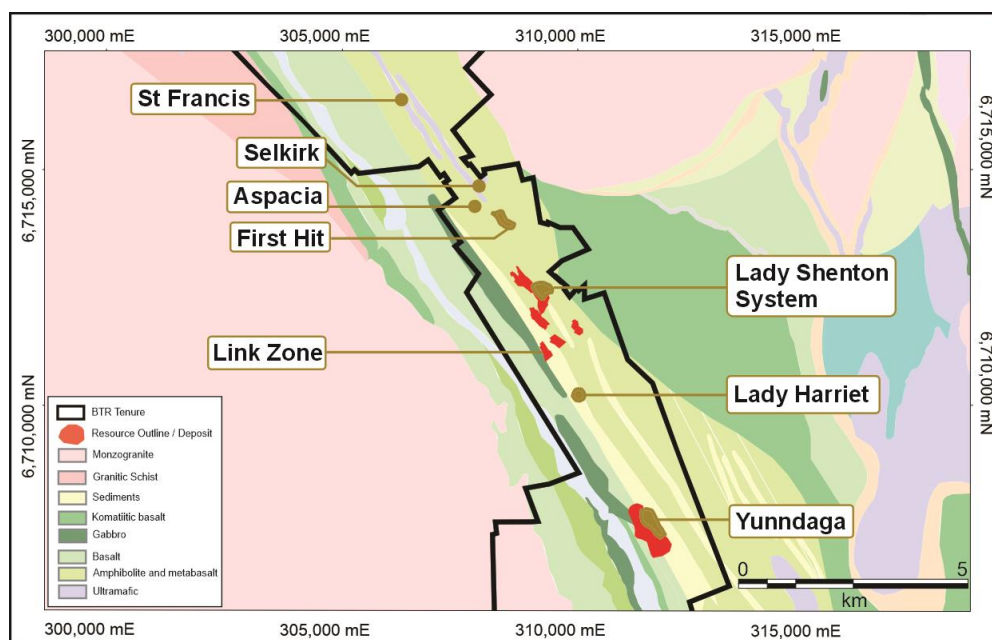 300,000 mE
305,000 mE
310,000 mE
315,000 mE
St Francis
Selkirk
Aspacia
First Hit
Link Zone
Lady Shenton
System
Lady Harriet
Yunndaga
6,715,000 mN
6,710,000 mN
6,715,000 mN
6,710,000 mN
BTR Tenure
Resource Outline / Deposit
Monzogranite
Granitic Schist
Sediments
Komatiitic basalt
Gabbro
Basalt
Amphibolite and metabasalt
Ultramafic
0
5
km
300,000 mE
305,000 mE
310,000 mE
315,000 mE